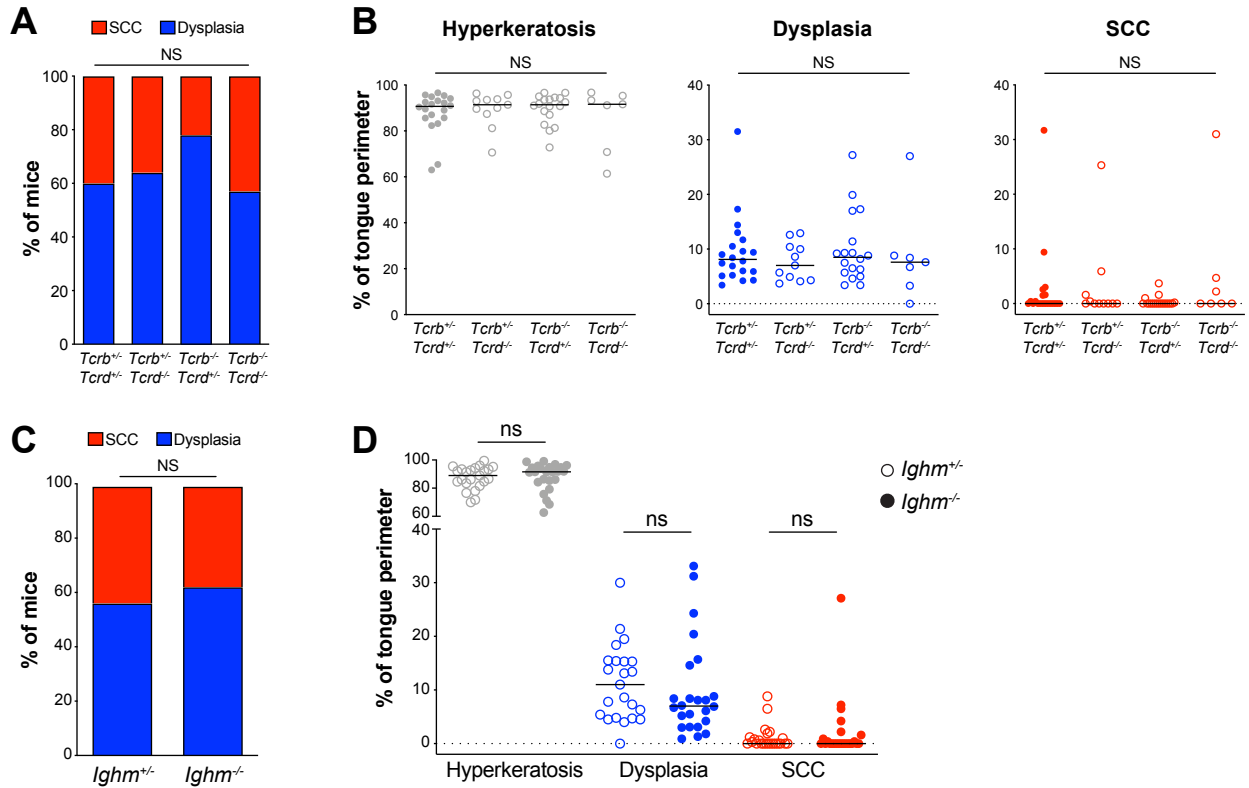 A
SCC Dysplasia
NS
% of mice
100
80
60
40
20
0
Tcrb+/- Tcrb+/- Tcrb-/- Tcrb-/-
Tcrd+/- Tcrd-/- Tcrd+/- Tcrd-/-
B
Hyperkeratosis Dysplasia SCC
NS NS NS
% of tongue perimeter
100
80
60
40
20
0
Tcrb+/- Tcrb+/- Tcrb-/- Tcrb-/-
Tcrd+/- Tcrd-/- Tcrd+/- Tcrd-/-
40
30
20
10
0
Tcrb+/- Tcrb+/- Tcrb-/- Tcrb-/-
Tcrd+/- Tcrd-/- Tcrd+/- Tcrd-/-
40
30
20
10
0
Tcrb+/- Tcrb+/- Tcrb-/- Tcrb-/-
Tcrd+/- Tcrd-/- Tcrd+/- Tcrd-/-
C
SCC Dysplasia
NS
% of mice
100
80
60
40
20
0
Ighm+/- Ighm-/-
D
ns
ns ns
Ighm+/-
Ighm-/-
% of tongue perimeter
100
80
60
40
30
20
10
0
Hyperkeratosis Dysplasia SCC